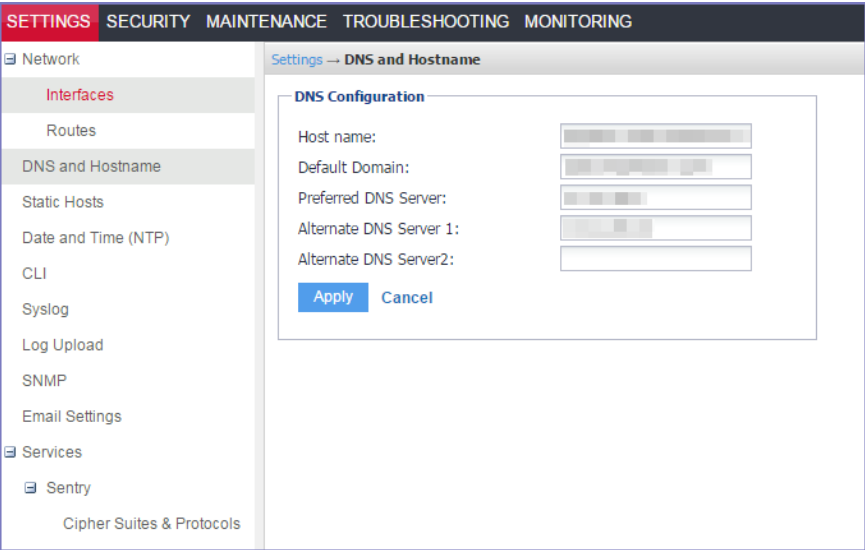 SETTINGS SECURITY MAINTENANCE TROUBLESHOOTING MONITORING
Network
Interfaces
Routes
DNS and Hostname
Static Hosts
Date and Time (NTP)
CLI
Syslog
Log Upload
SNMP
Email Settings
Services
Sentry
Cipher Suites & Protocols
Settings → DNS and Hostname
DNS Configuration
Host name:
Default Domain:
Preferred DNS Server:
Alternate DNS Server 1:
Alternate DNS Server2:
Apply Cancel